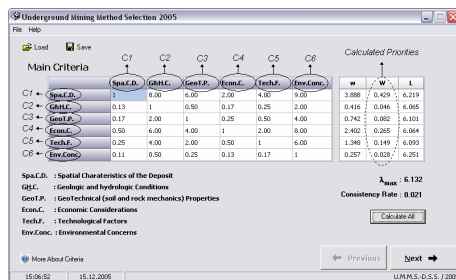 Underground Mining Method Selection 2005
File Help
Load Save
C1 C2 C3 C4 C5 C6 Calculated Priorities
Main Criteria
Spa.C.D. G&H.C. GeoT.P. Econ.C. Tech.F. Env.Conc. w W L
C1 Spa.C.D. 1 8.00 6.00 2.00 4.00 9.00 3.888 0.429 6.219
C2 G&H.C. 0.13 1 0.50 0.17 0.25 2.00 0.416 0.046 6.065
C3 GeoT.P. 0.17 2.00 1 0.25 0.50 4.00 0.742 0.082 6.101
C4 Econ.C. 0.50 6.00 4.00 1 2.00 8.00 2.402 0.265 6.064
C5 Tech.F. 0.25 4.00 2.00 0.50 1 6.00 1.348 0.149 6.093
C6 Env.Conc 0.11 0.50 0.25 0.13 0.17 1 0.257 0.028 6.251
Spa.C.D. : Spatial Charateristics of the Deposit
G.H.C. : Geologic and hydrologic Conditions
GeoT.P. : GeoTechnical (soil and rock mechanics) Properties
Econ.C. : Economic Considerations
Tech.F. : Technological Factors
Env.Conc. : Environmental Concerns
λmax : 6.132
Consistency Rate : 0.021
Calculate All
More About Criteria
Previous Next
15:06:52 15.12.2005 U.M.M.S.-D.S.S. / 2005